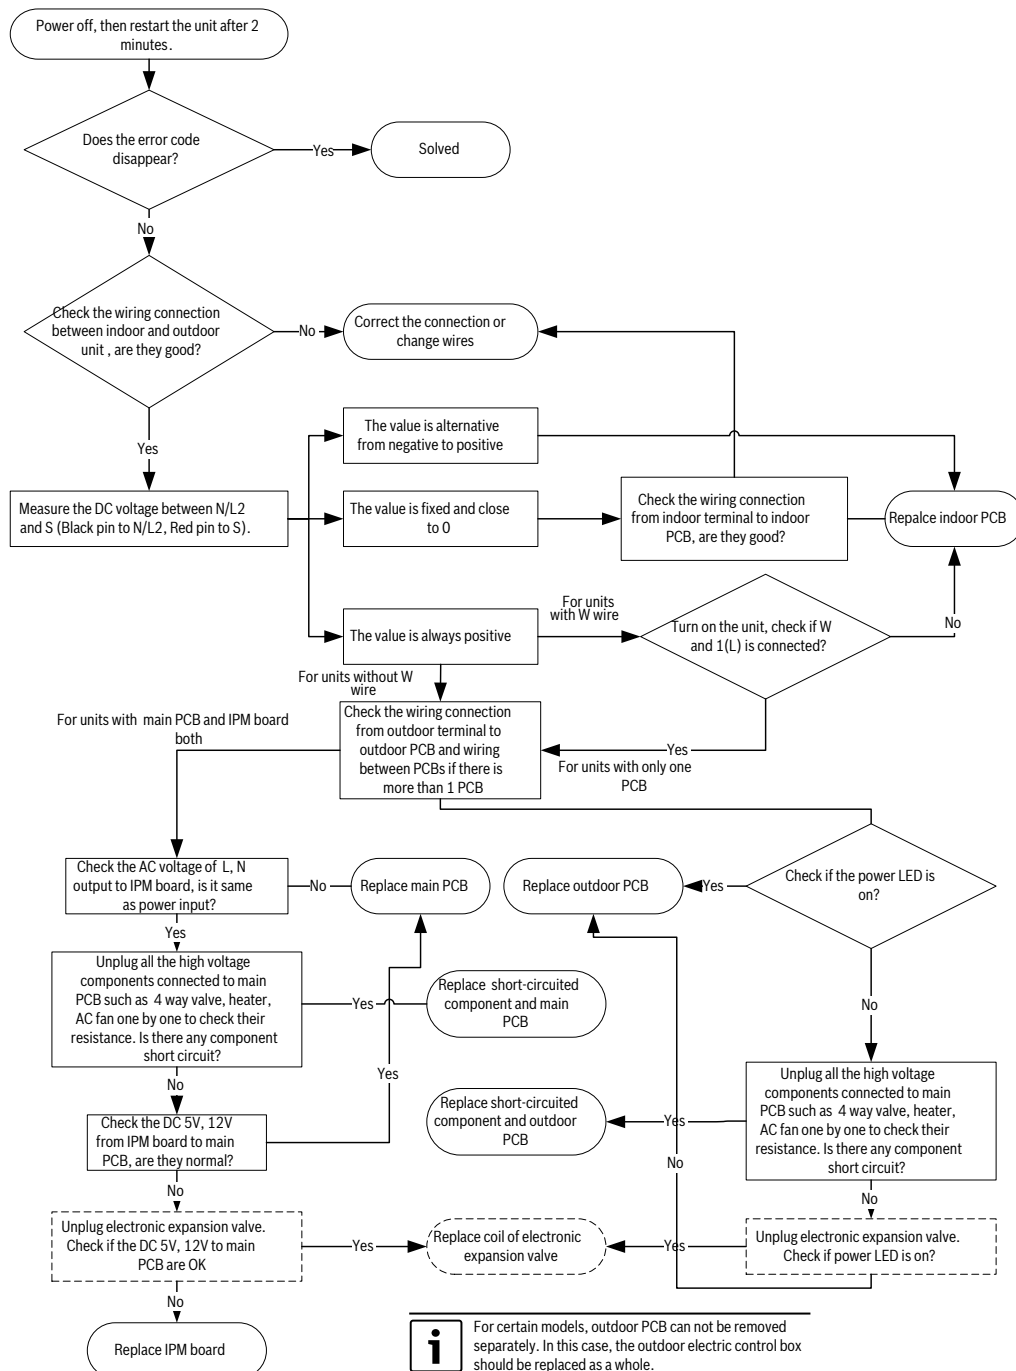 Power off, then restart the unit after 2
minutes.
Does the error code
disappear?
Yes
Solved
No
Check the wiring connection
between indoor and outdoor
unit , are they good?
No
Correct the connection or
change wires
Yes
The value is alternative
from negative to positive
Measure the DC voltage between N/L2
and S (Black pin to N/L2, Red pin to S).
The value is fixed and close
to 0
Check the wiring connection
from indoor terminal to indoor
PCB, are they good?
Repalce indoor PCB
The value is always positive
For units
with W wire
Turn on the unit, check if W
and 1(L) is connected?
No
For units without W
wire
For units with main PCB and IPM board
both
Check the wiring connection
from outdoor terminal to
outdoor PCB and wiring
between PCBs if there is
more than 1 PCB
Yes
For units with only one
PCB
Check the AC voltage of L, N
output to IPM board, is it same
as power input?
No
Replace main PCB
Replace outdoor PCB
Yes
Check if the power LED is
on?
Yes
Unplug all the high voltage
components connected to main
PCB such as 4 way valve, heater,
AC fan one by one to check their
resistance. Is there any component
short circuit?
Yes
Replace short-circuited
component and main
PCB
No
No
Yes
Check the DC 5V, 12V
from IPM board to main
PCB, are they normal?
Replace short-circuited
component and outdoor
PCB
Yes
Unplug all the high voltage
components connected to main
PCB such as 4 way valve, heater,
AC fan one by one to check their
resistance. Is there any component
short circuit?
No
No
No
Unplug electronic expansion valve.
Check if the DC 5V, 12V to main
PCB are OK
Yes
Replace coil of electronic
expansion valve
Yes
Unplug electronic expansion valve.
Check if power LED is on?
No
Replace IPM board
i
For certain models, outdoor PCB can not be removed
separately. In this case, the outdoor electric control box
should be replaced as a whole.